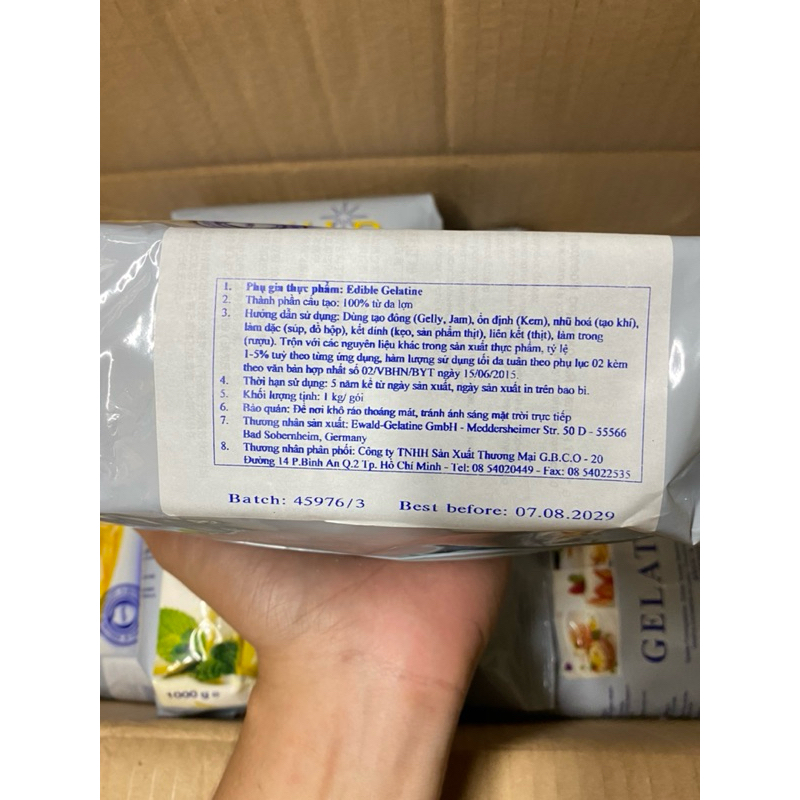 1. Phụ gia thực phẩm: Edible Gelatine
2. Thành phần cấu tạo: 100% từ da lợn
3. Hướng dẫn sử dụng: Dùng tạo đông (Gelly, Jam), ổn định (Kem), nhũ hoá (tạo khí),
làm đặc (súp, đồ hộp), kết dính (kẹo, sản phẩm thịt), liên kết (thịt), làm trong
(rượu). Trộn với các nguyên liệu khác trong sản xuất thực phẩm, tỷ lệ
1-5% tuỳ theo từng ứng dụng, hàm lượng sử dụng tối đa tuân theo phụ lục 02 kèm
theo văn bản hợp nhất số 02/VBHN/BYT ngày 15/06/2015.
4. Thời hạn sử dụng: 5 năm kể từ ngày sản xuất, ngày sản xuất in trên bao bì.
5. Khối lượng tịnh: 1 kg/ gói
6. Bảo quản: Để nơi khô ráo thoáng mát, tránh ánh sáng mặt trời trực tiếp
7. Thương nhân sản xuất: Ewald-Gelatine GmbH - Meddersheimer Str. 50 D - 55566
Bad Sobernheim, Germany
8. Thương nhân phân phối: Công ty TNHH Sản Xuất Thương Mại G.B.C.O - 20
Đường 14 P.Bình An Q.2 Tp. Hồ Chí Minh - Tel: 08 54020449 - Fax: 08 54022535
Batch: 45976/3 Best before: 07.08.2029
GELAT
1000 g e